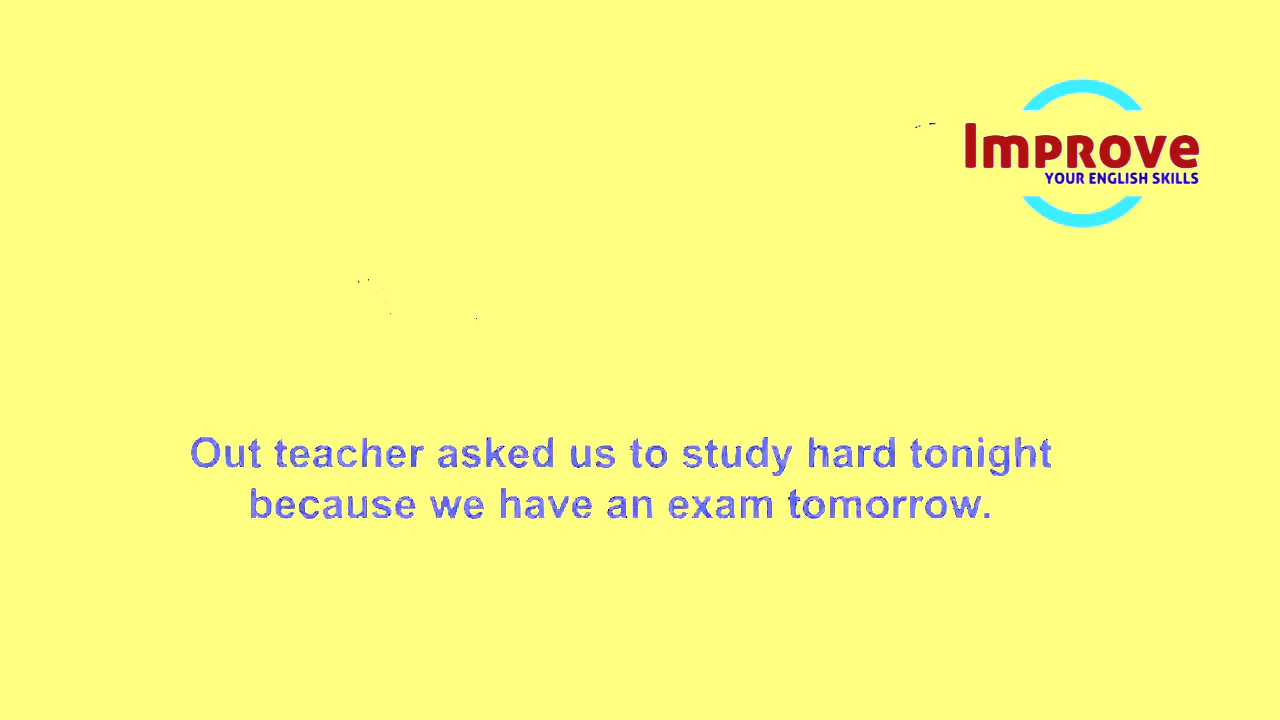 Improve
YOUR ENGLISH SKILLS
Out teacher asked us to study hard tonight
because we have an exam tomorrow.